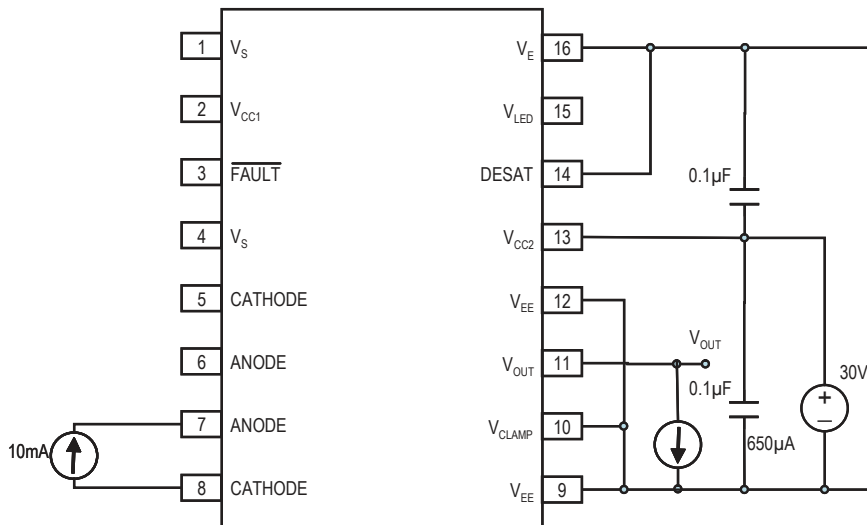 1 V_S
2 V_CC1
3 FAULT
4 V_S
5 CATHODE
6 ANODE
7 ANODE
8 CATHODE
10mA
V_E 16
V_LED 15
DESAT 14
V_CC2 13
V_EE 12
V_OUT 11
V_CLAMP 10
V_EE 9
0.1µF
V_OUT
0.1µF
30V
+
–
650µA